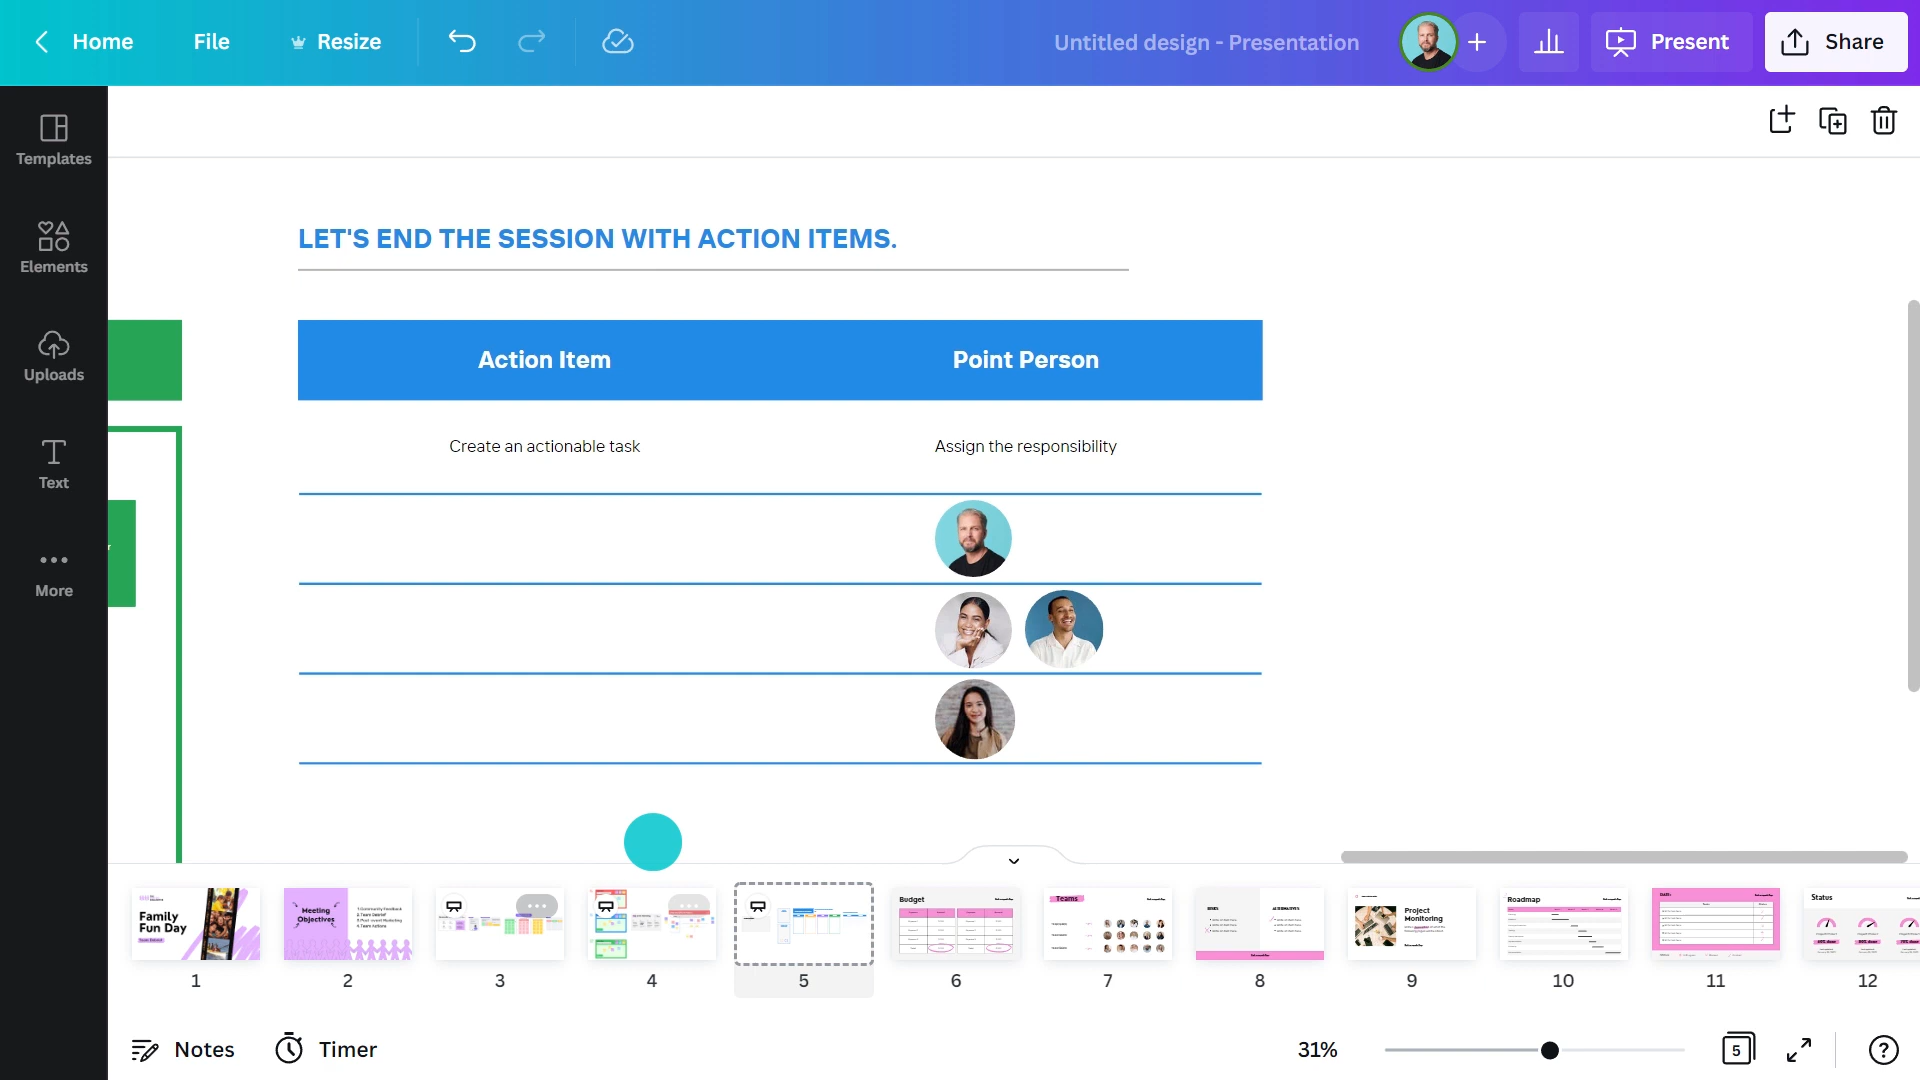 Home
File
Resize
Untitled design - Presentation
Present
Share
Templates
Elements
Uploads
Text
More
LET'S END THE SESSION WITH ACTION ITEMS.
Action Item
Point Person
Create an actionable task
Assign the responsibility
Family
Fun Day
Meeting
Objectives
Budget
Teams
Project
Monitoring
Roadmap
Status
1
2
3
4
5
6
7
8
9
10
11
12
Notes
Timer
31%
5